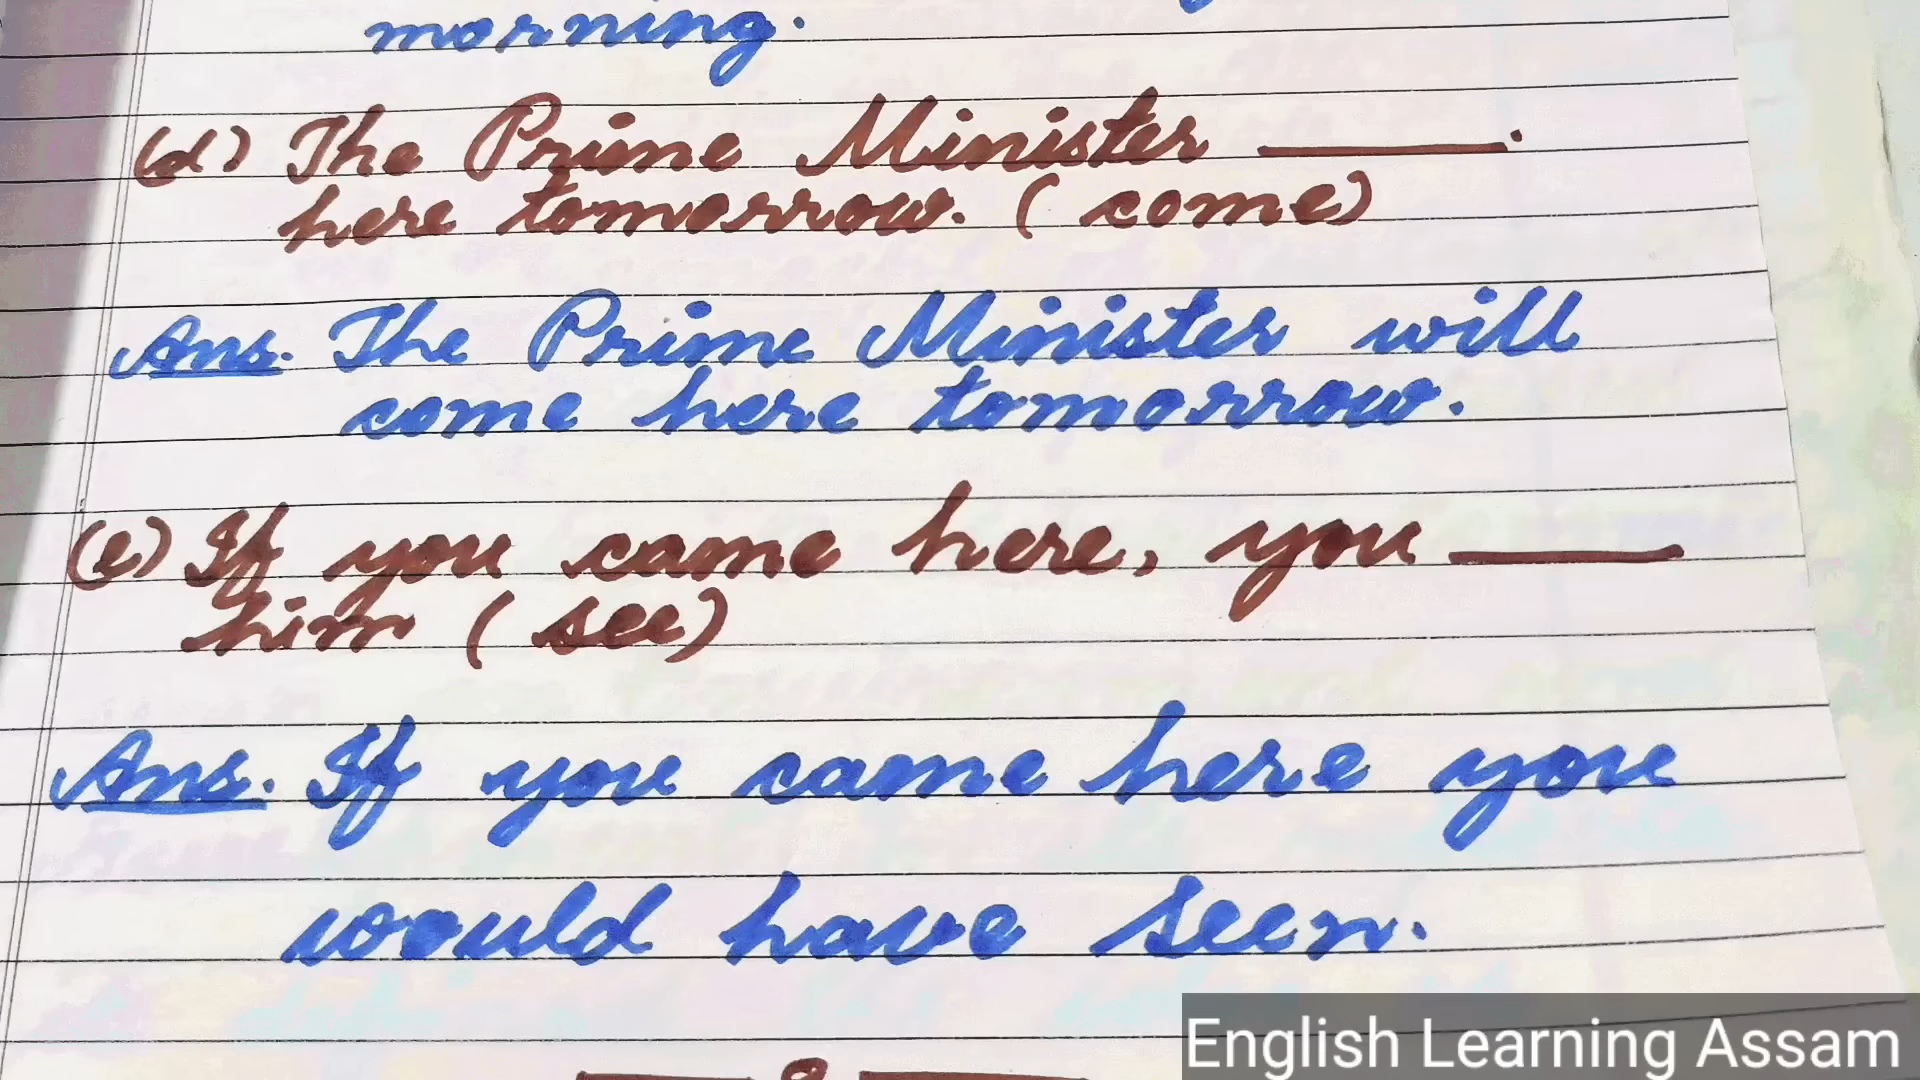 morning.
(d) The Prime Minister ______.
here tomorrow. (come)
Ans. The Prime Minister will
come here tomorrow.
(e) If you came here, you ______
him (see)
Ans. If you came here you
would have seen.
English Learning Assam